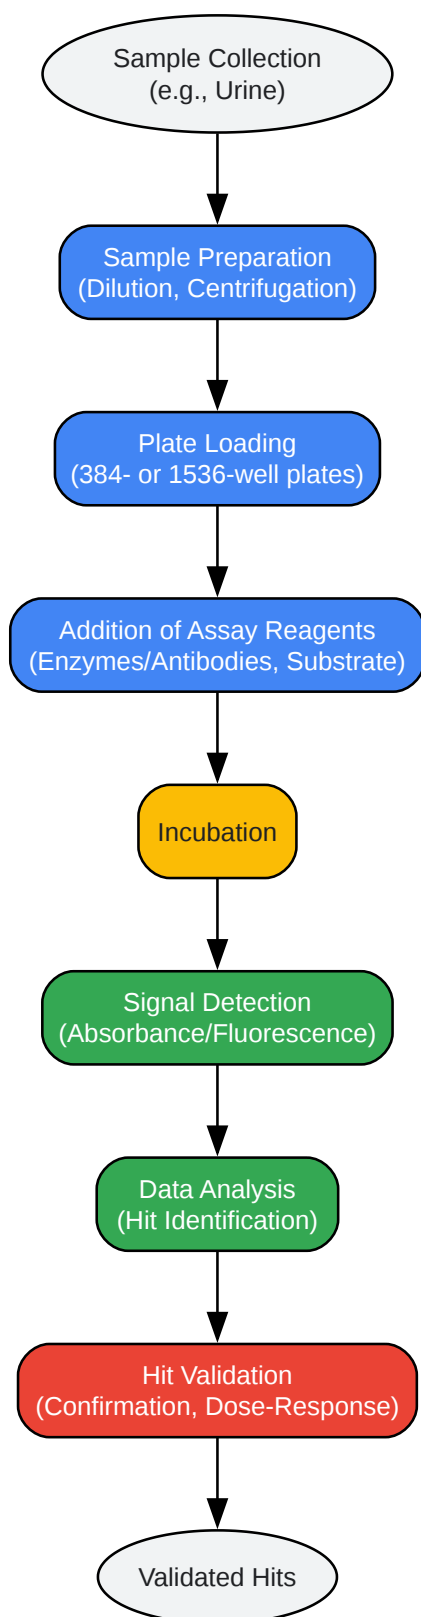 Sample Collection
(e.g., Urine)
Sample Preparation
(Dilution, Centrifugation)
Plate Loading
(384- or 1536-well plates)
Addition of Assay Reagents
(Enzymes/Antibodies, Substrate)
Incubation
Signal Detection
(Absorbance/Fluorescence)
Data Analysis
(Hit Identification)
Hit Validation
(Confirmation, Dose-Response)
Validated Hits